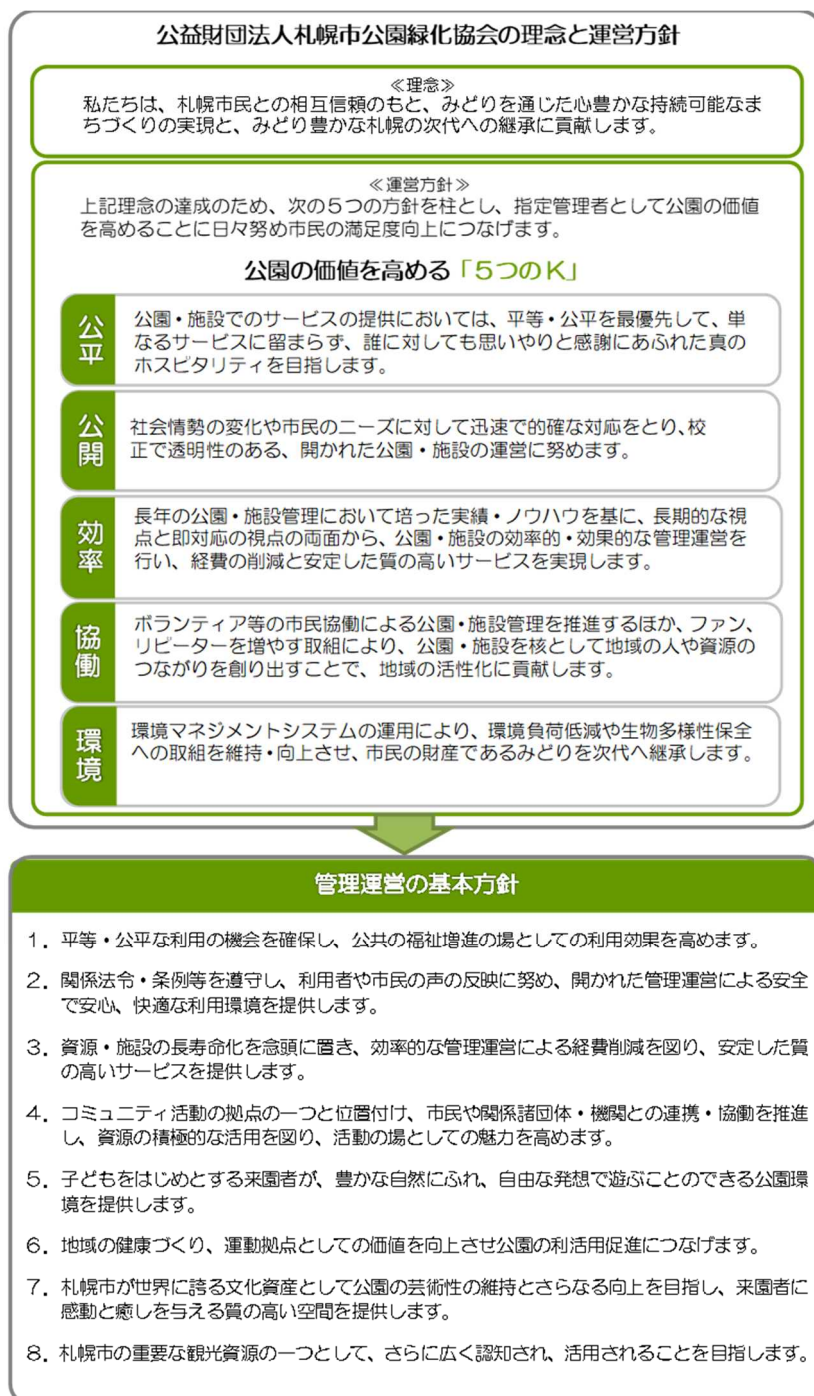 公益財団法人札幌市公園緑化協会の理念と運営方針
≪理念≫
私たちは、札幌市民との相互信頼のもと、みどりを通じた心豊かな持続可能なま
ちづくりの実現と、みどり豊かな札幌の次代への継承に貢献します。
≪運営方針≫
上記理念の達成のため、次の５つの方針を柱とし、指定管理者として公園の価値
を高めることに日々努め市民の満足度向上につなげます。
公園の価値を高める「５つのＫ」
公平
公園・施設でのサービスの提供においては、平等・公平を最優先して、単
なるサービスに留まらず、誰に対しても思いやりと感謝にあふれた真の
ホスピタリティを目指します。
公開
社会情勢の変化や市民のニーズに対して迅速で的確な対応をとり、校
正で透明性のある、開かれた公園・施設の運営に努めます。
効率
長年の公園・施設管理において培った実績・ノウハウを基に、長期的な視
点と即対応の視点の両面から、公園・施設の効率的・効果的な管理運営を
行い、経費の削減と安定した質の高いサービスを実現します。
協働
ボランティア等の市民協働による公園・施設管理を推進するほか、ファン、
リピーターを増やす取組により、公園・施設を核として地域の人や資源の
つながりを創り出すことで、地域の活性化に貢献します。
環境
環境マネジメントシステムの運用により、環境負荷低減や生物多様性保全
への取組を維持・向上させ、市民の財産であるみどりを次代へ継承します。
管理運営の基本方針
１．平等・公平な利用の機会を確保し、公共の福祉増進の場としての利用効果を高めます。
２．関係法令・条例等を遵守し、利用者や市民の声の反映に努め、開かれた管理運営による安全
で安心、快適な利用環境を提供します。
３．資源・施設の長寿命化を念頭に置き、効率的な管理運営による経費削減を図り、安定した質
の高いサービスを提供します。
４．コミュニティ活動の拠点の一つと位置付け、市民や関係諸団体・機関との連携・協働を推進
し、資源の積極的な活用を図り、活動の場としての魅力を高めます。
５．子どもをはじめとする来園者が、豊かな自然にふれ、自由な発想で遊ぶことのできる公園環
境を提供します。
６．地域の健康づくり、運動拠点としての価値を向上させ公園の利活用促進につなげます。
７．札幌市が世界に誇る文化資産として公園の芸術性の維持とさらなる向上を目指し、来園者に
感動と癒しを与える質の高い空間を提供します。
８．札幌市の重要な観光資源の一つとして、さらに広く認知され、活用されることを目指します。